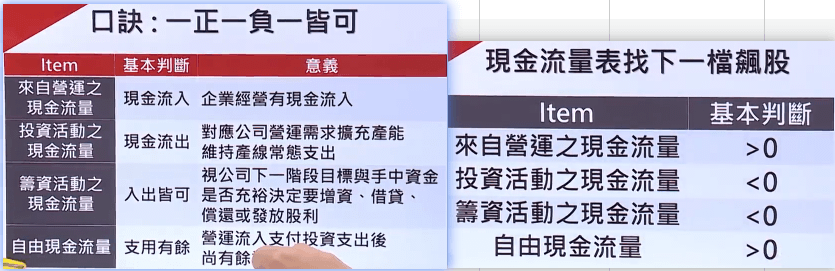 口訣:一正一負一皆可
Item 基本判斷 意義
來自營運之
現金流量 現金流入 企業經營有現金流入
投資活動之
現金流量 現金流出 對應公司營運需求擴充產能
維持產線常態支出
籌資活動之
現金流量 入出皆可 視公司下一階段目標與手中資金
是否充裕決定要增資、借貸、
償還或發放股利
自由現金流量 支用有餘 營運流入支付投資支出後
尚有餘
現金流量表找下一檔飆股
Item 基本判斷
來自營運之現金流量 >0
投資活動之現金流量 <0
籌資活動之現金流量 <0
自由現金流量 >0